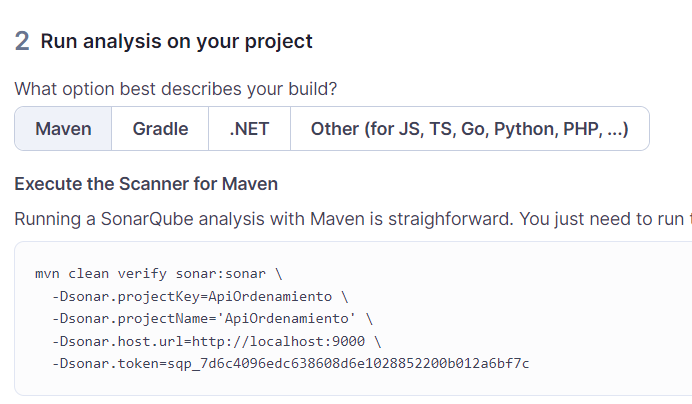 2 Run analysis on your project
What option best describes your build?
Maven Gradle .NET Other (for JS, TS, Go, Python, PHP, ...)
Execute the Scanner for Maven
Running a SonarQube analysis with Maven is straighforward. You just need to run
mvn clean verify sonar:sonar \
-Dsonar.projectKey=ApiOrdenamiento \
-Dsonar.projectName='ApiOrdenamiento' \
-Dsonar.host.url=http://localhost:9000 \
-Dsonar.token=sqp_7d6c4096edc638608d6e1028852200b012a6bf7c